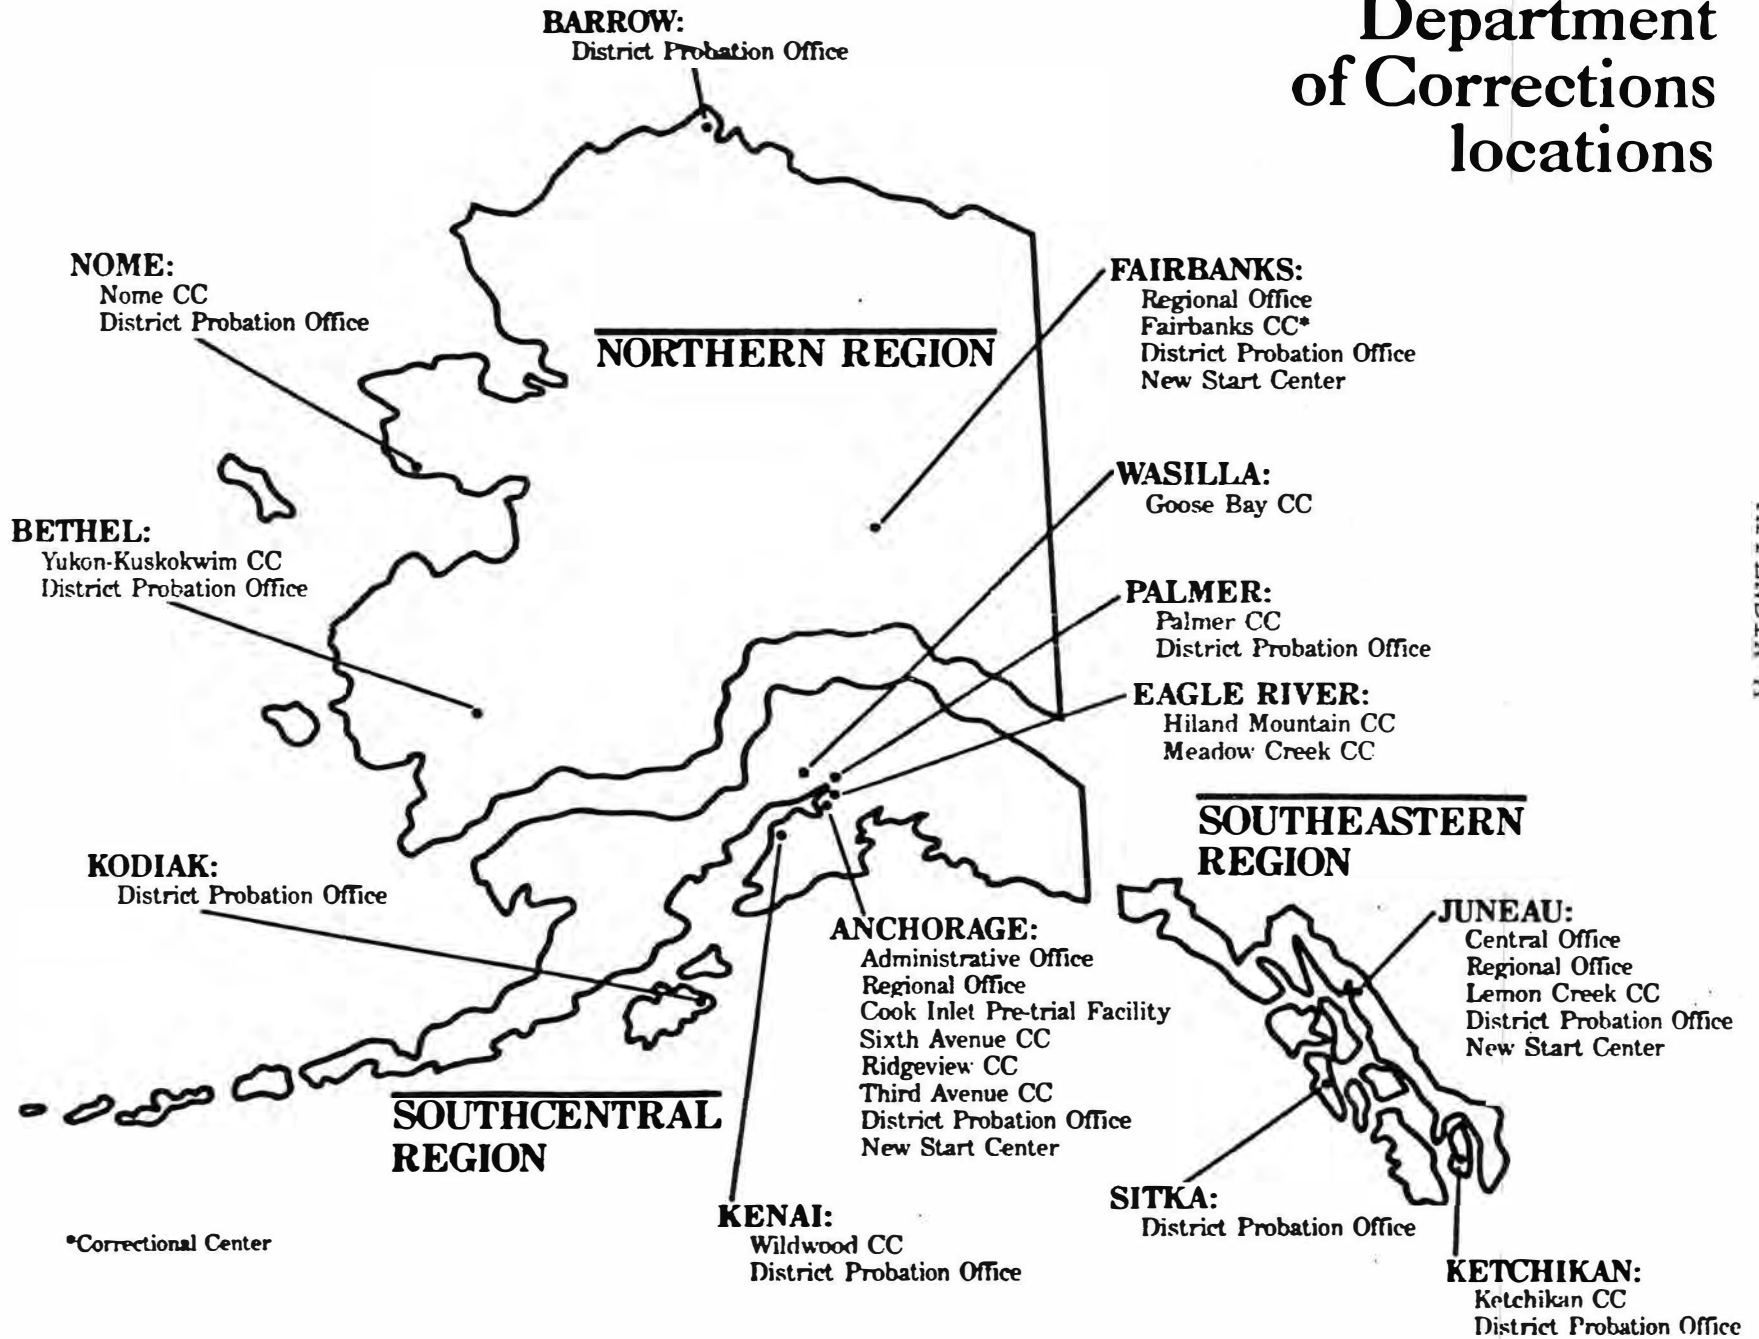 Department
of Corrections
locations
BARROW:
District Probation Office
NOME:
Nome CC
District Probation Office
NORTHERN REGION
FAIRBANKS:
Regional Office
Fairbanks CC*
District Probation Office
New Start Center
WASILLA:
Goose Bay CC
BETHEL:
Yukon-Kuskokwim CC
District Probation Office
PALMER:
Palmer CC
District Probation Office
EAGLE RIVER:
Hiland Mountain CC
Meadow Creek CC
SOUTHEASTERN
REGION
KODIAK:
District Probation Office
JUNEAU:
Central Office
Regional Office
Lemon Creek CC
District Probation Office
New Start Center
ANCHORAGE:
Administrative Office
Regional Office
Cook Inlet Pre-trial Facility
Sixth Avenue CC
Ridgeview CC
Third Avenue CC
District Probation Office
New Start Center
SOUTHCENTRAL
REGION
SITKA:
District Probation Office
KENAI:
Wildwood CC
District Probation Office
*Correctional Center
KETCHIKAN:
Ketchikan CC
District Probation Office